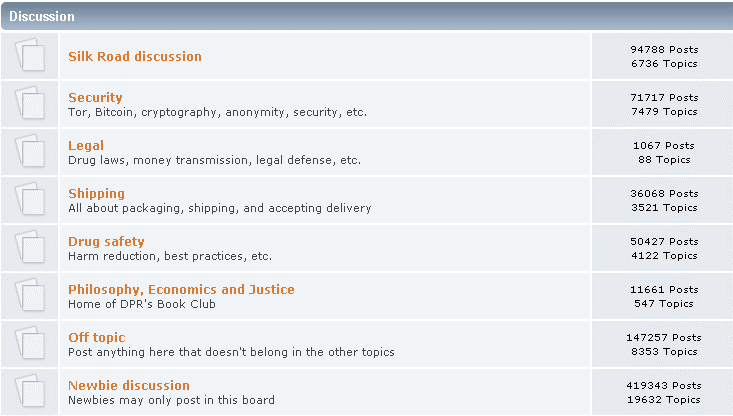 Discussion
Silk Road discussion
94788 Posts
6736 Topics
Security
Tor, Bitcoin, cryptography, anonymity, security, etc.
71717 Posts
7479 Topics
Legal
Drug laws, money transmission, legal defense, etc.
1067 Posts
88 Topics
Shipping
All about packaging, shipping, and accepting delivery
36068 Posts
3521 Topics
Drug safety
Harm reduction, best practices, etc.
50427 Posts
4122 Topics
Philosophy, Economics and Justice
Home of DPR's Book Club
11661 Posts
547 Topics
Off topic
Post anything here that doesn't belong in the other topics
147257 Posts
8353 Topics
Newbie discussion
Newbies may only post in this board
419343 Posts
19632 Topics